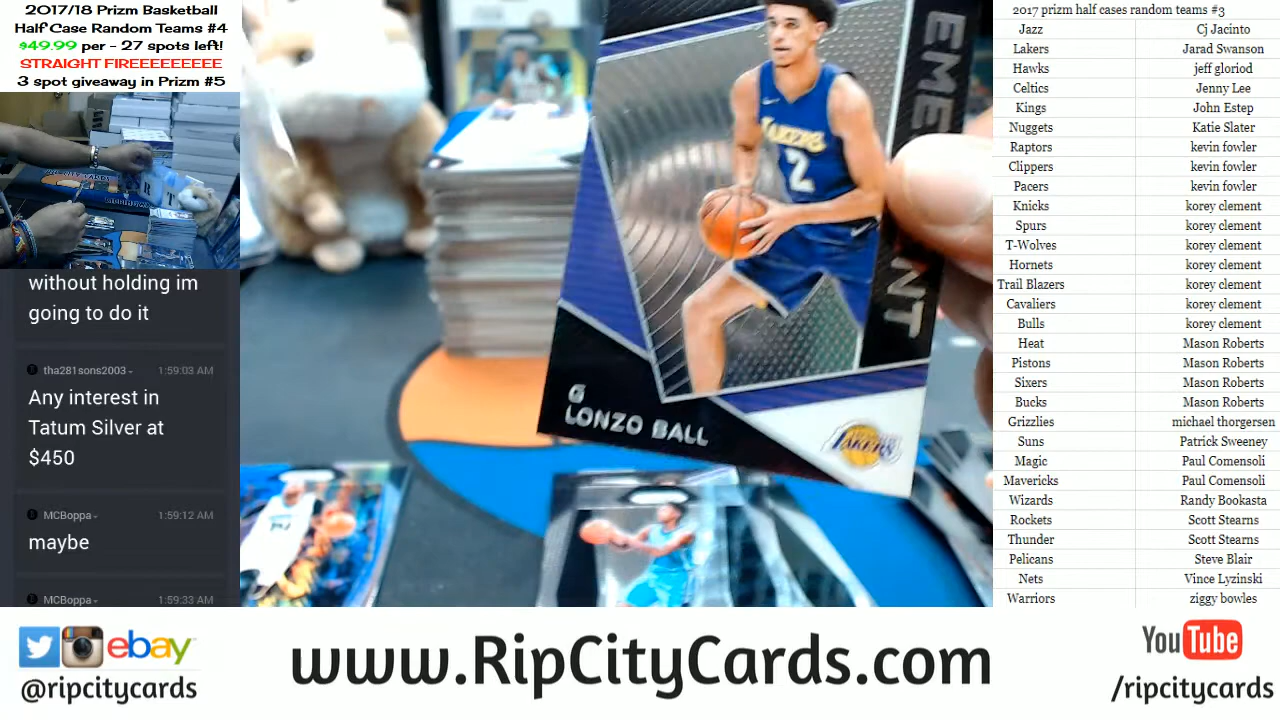 2017/18 Prizm Basketball
Half Case Random Teams #4
$49.99 per - 27 spots left!
STRAIGHT FIREEEEEEEEE
3 spot giveaway in Prizm #5
without holding im
going to do it
tha281sons2003
1:59:03 AM
Any interest in
Tatum Silver at
$450
MCBoppa
1:59:12 AM
maybe
MCBoppa
1:59:33 AM
LAKERS
2
G
LONZO BALL
LAKERS
2017 prizm half cases random teams #3
Jazz Cj Jacinto
Lakers Jarad Swanson
Hawks jeff gloriod
Celtics Jenny Lee
Kings John Estep
Nuggets Katie Slater
Raptors kevin fowler
Clippers kevin fowler
Pacers kevin fowler
Knicks korey clement
Spurs korey clement
T-Wolves korey clement
Hornets korey clement
Trail Blazers korey clement
Cavaliers korey clement
Bulls korey clement
Heat Mason Roberts
Pistons Mason Roberts
Sixers Mason Roberts
Bucks Mason Roberts
Grizzlies michael thorgersen
Suns Patrick Sweeney
Magic Paul Comensoli
Mavericks Paul Comensoli
Wizards Randy Bookasta
Rockets Scott Stearns
Thunder Scott Stearns
Pelicans Steve Blair
Nets Vince Lyzinski
Warriors ziggy bowles
ebay
@ripcitycards
www.RipCityCards.com
YouTube
/ripcitycards